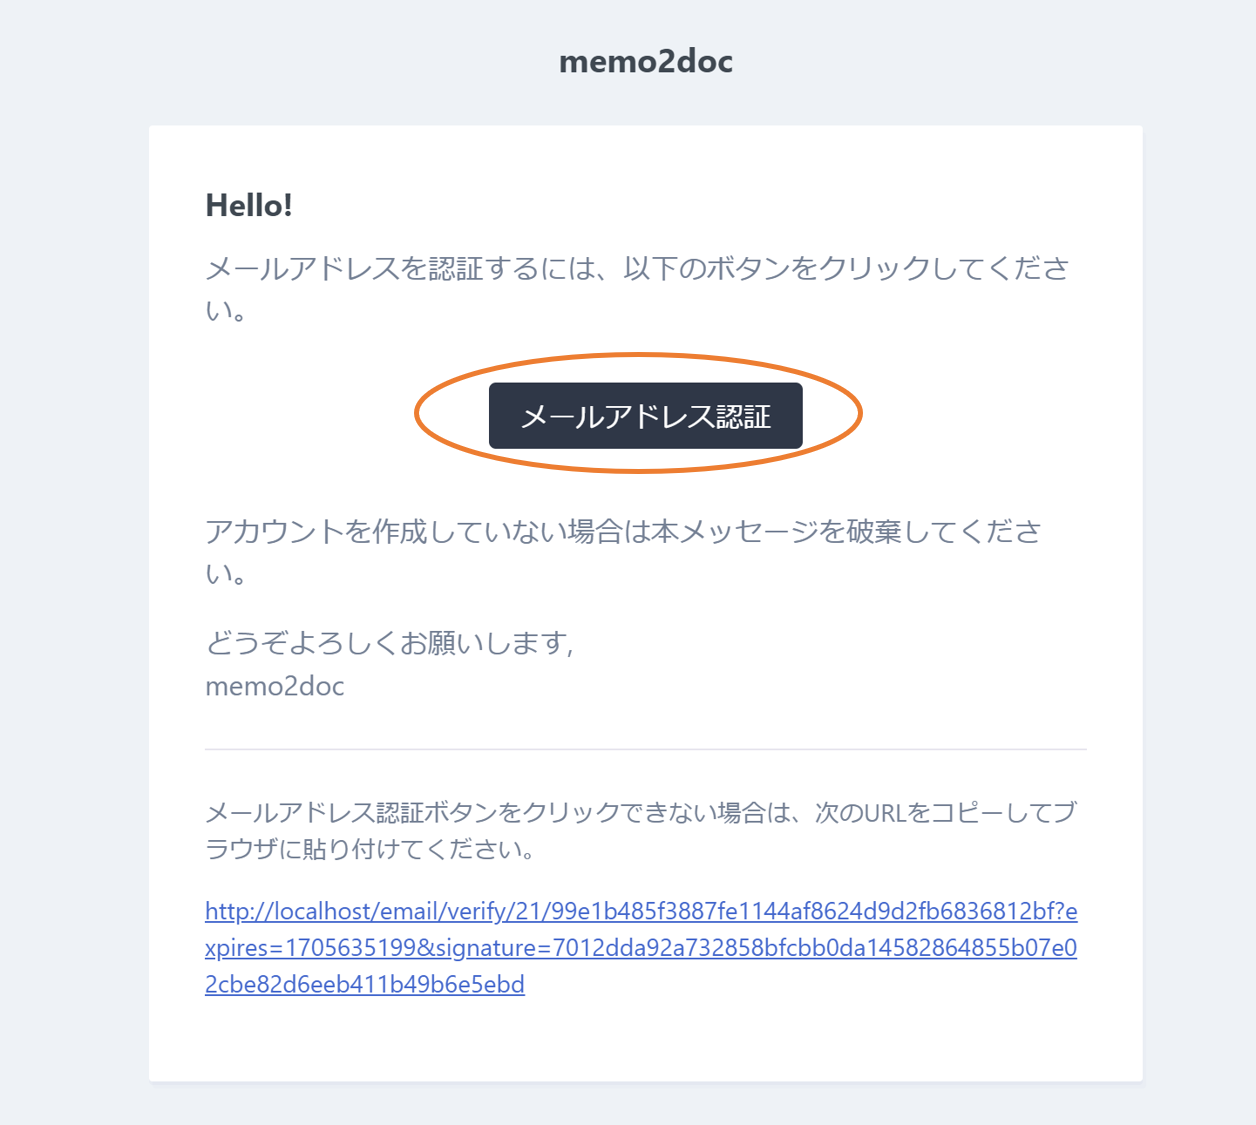 memo2doc
Hello!
メールアドレスを認証するには、以下のボタンをクリックしてくださ
い。
メールアドレス認証
アカウントを作成していない場合は本メッセージを破棄してくださ
い。
どうぞよろしくお願いします,
memo2doc
メールアドレス認証ボタンをクリックできない場合は、次のURLをコピーしてブ
ラウザに貼り付けてください。
http://localhost/email/verify/21/99e1b485f3887fe1144af8624d9d2fb6836812bf?e
xpires=1705635199&signature=7012dda92a732858bfcbb0da14582864855b07e0
2cbe82d6eeb411b49b6e5ebd